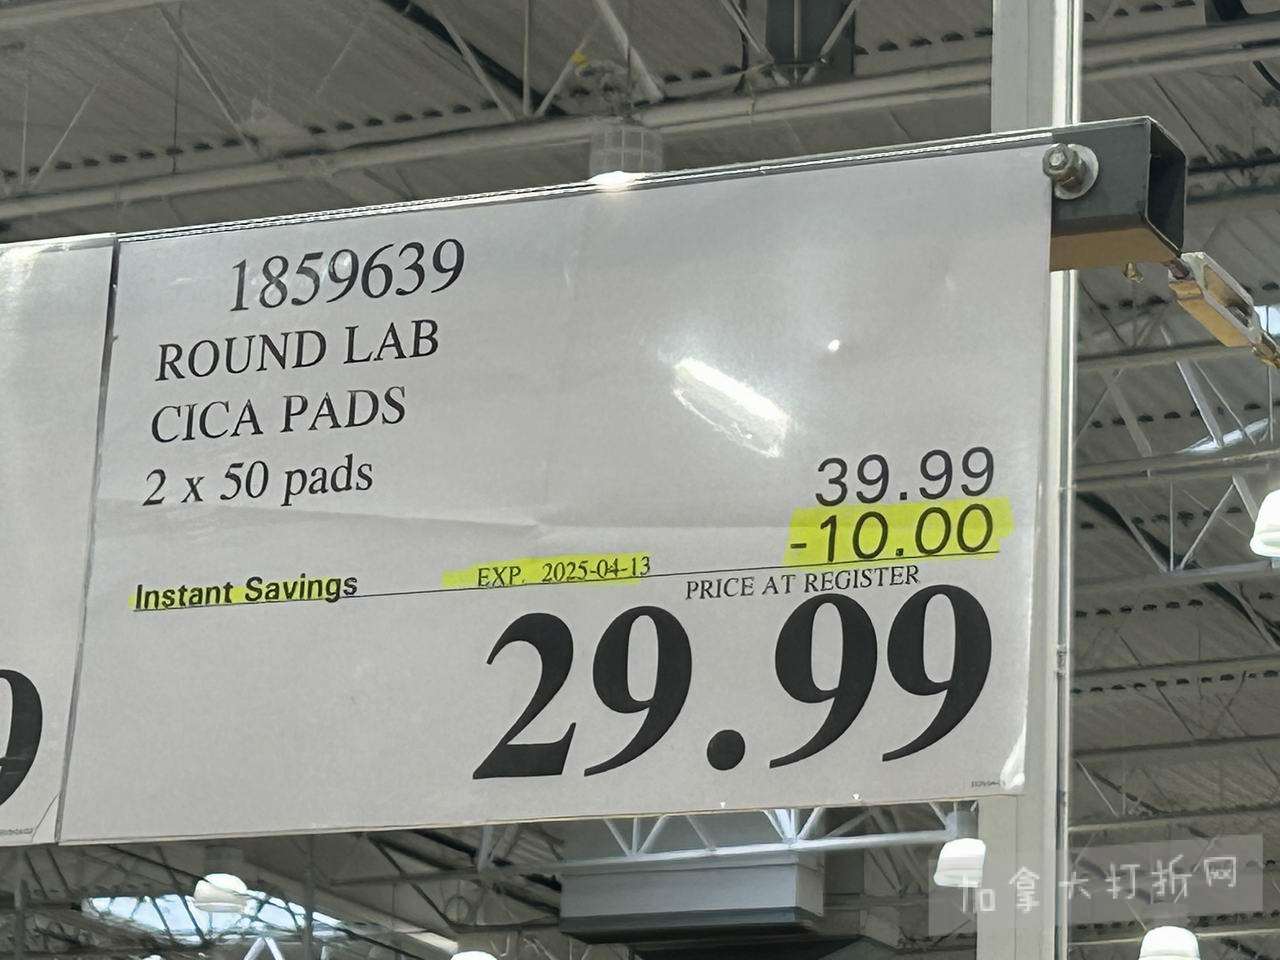 1859639
ROUND LAB
CICA PADS
2 x 50 pads
39.99
-10.00
Instant Savings EXP. 2025-04-13
PRICE AT REGISTER
29.99
加拿大打折网